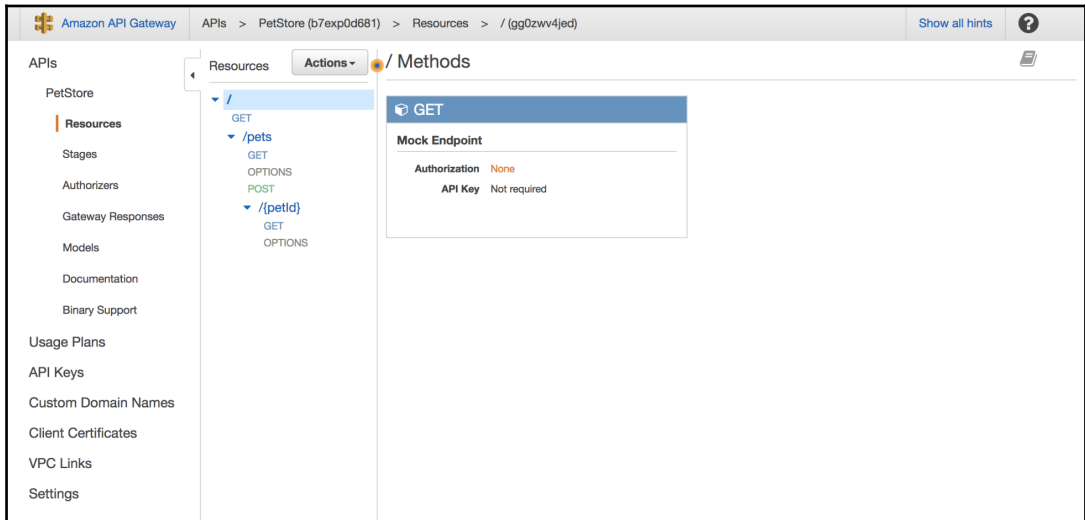 Amazon API Gateway APIs > PetStore (b7exp0d681) > Resources > / (gg0zwv4jed) Show all hints ?
APIs
PetStore
Resources
Stages
Authorizers
Gateway Responses
Models
Documentation
Binary Support
Usage Plans
API Keys
Custom Domain Names
Client Certificates
VPC Links
Settings
Resources Actions
/
GET
/pets
GET
OPTIONS
POST
/{petId}
GET
OPTIONS
/ Methods
GET
Mock Endpoint
Authorization None
API Key Not required